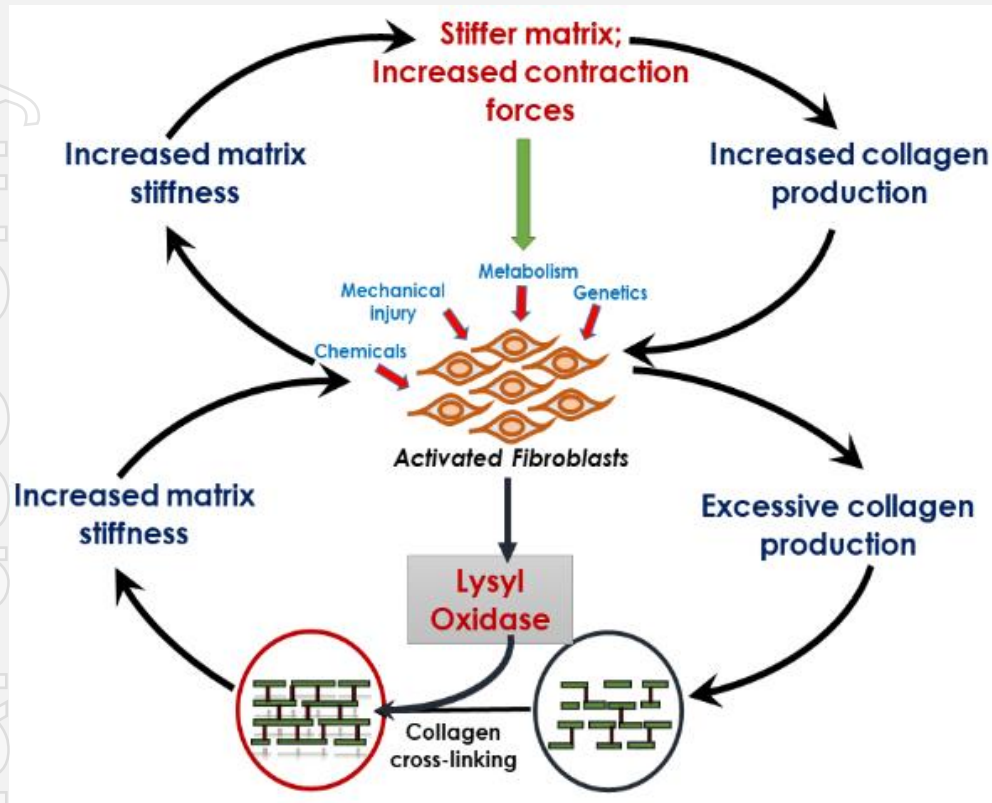 Stiffer matrix;
Increased contraction
forces
Increased matrix
stiffness
Increased collagen
production
Metabolism
Mechanical
injury
Genetics
Chemicals
Activated Fibroblasts
Increased matrix
stiffness
Excessive collagen
production
Lysyl
Oxidase
Collagen
cross-linking